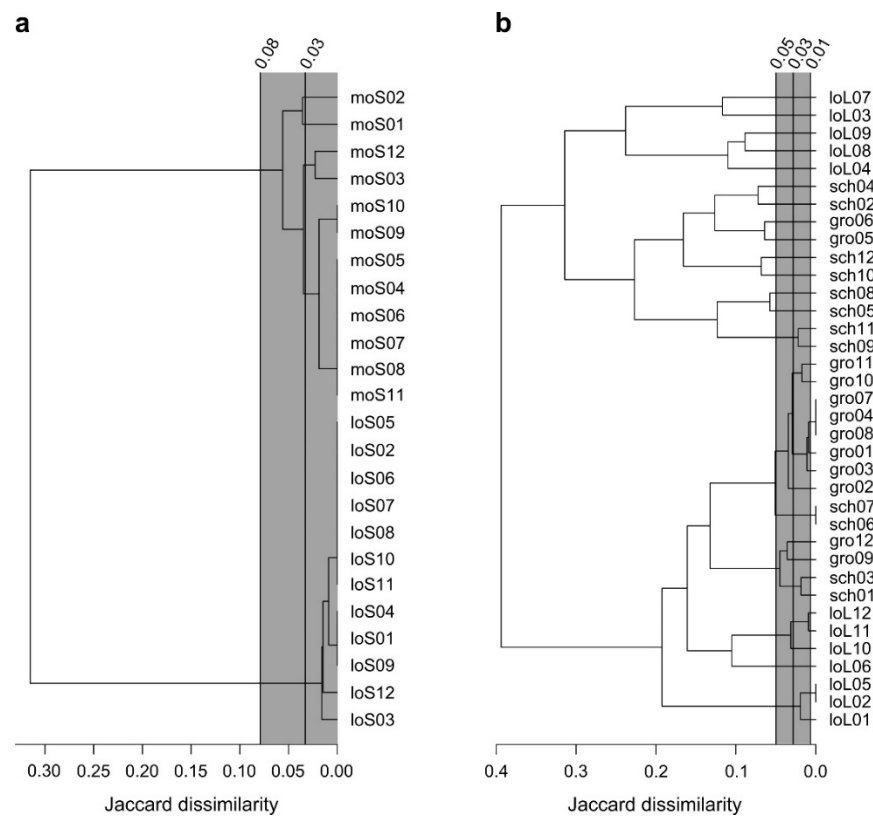 a
0.08
0.03
moS02
moS01
moS12
moS03
moS10
moS09
moS05
moS04
moS06
moS07
moS08
moS11
loS05
loS02
loS06
loS07
loS08
loS10
loS11
loS04
loS01
loS09
loS12
loS03
0.30 0.25 0.20 0.15 0.10 0.05 0.00
Jaccard dissimilarity
b
0.05
0.03
0.01
loL07
loL03
loL09
loL08
loL04
sch04
sch02
gro06
gro05
sch12
sch10
sch08
sch05
sch11
sch09
gro11
gro10
gro07
gro04
gro08
gro01
gro03
gro02
sch07
sch06
gro12
gro09
sch03
sch01
loL12
loL11
loL10
loL06
loL05
loL02
loL01
0.4 0.3 0.2 0.1 0.0
Jaccard dissimilarity